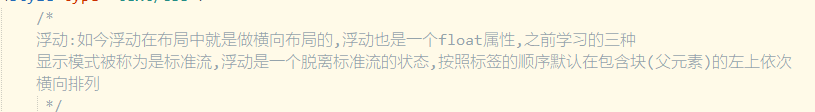 /*
浮动:如今浮动在布局中就是做横向布局的,浮动也是一个float属性,之前学习的三种
显示模式被称为是标准流,浮动是一个脱离标准流的状态,按照标签的顺序默认在包含块(父元素)的左上依次
横向排列
*/